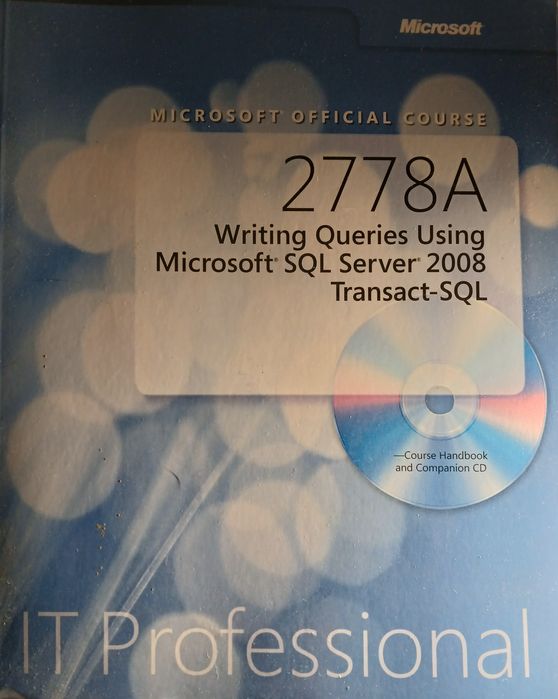 Microsoft
MICROSOFT OFFICIAL COURSE
2778A
Writing Queries Using
Microsoft® SQL Server® 2008
Transact-SQL
—Course Handbook
and Companion CD
IT Professional